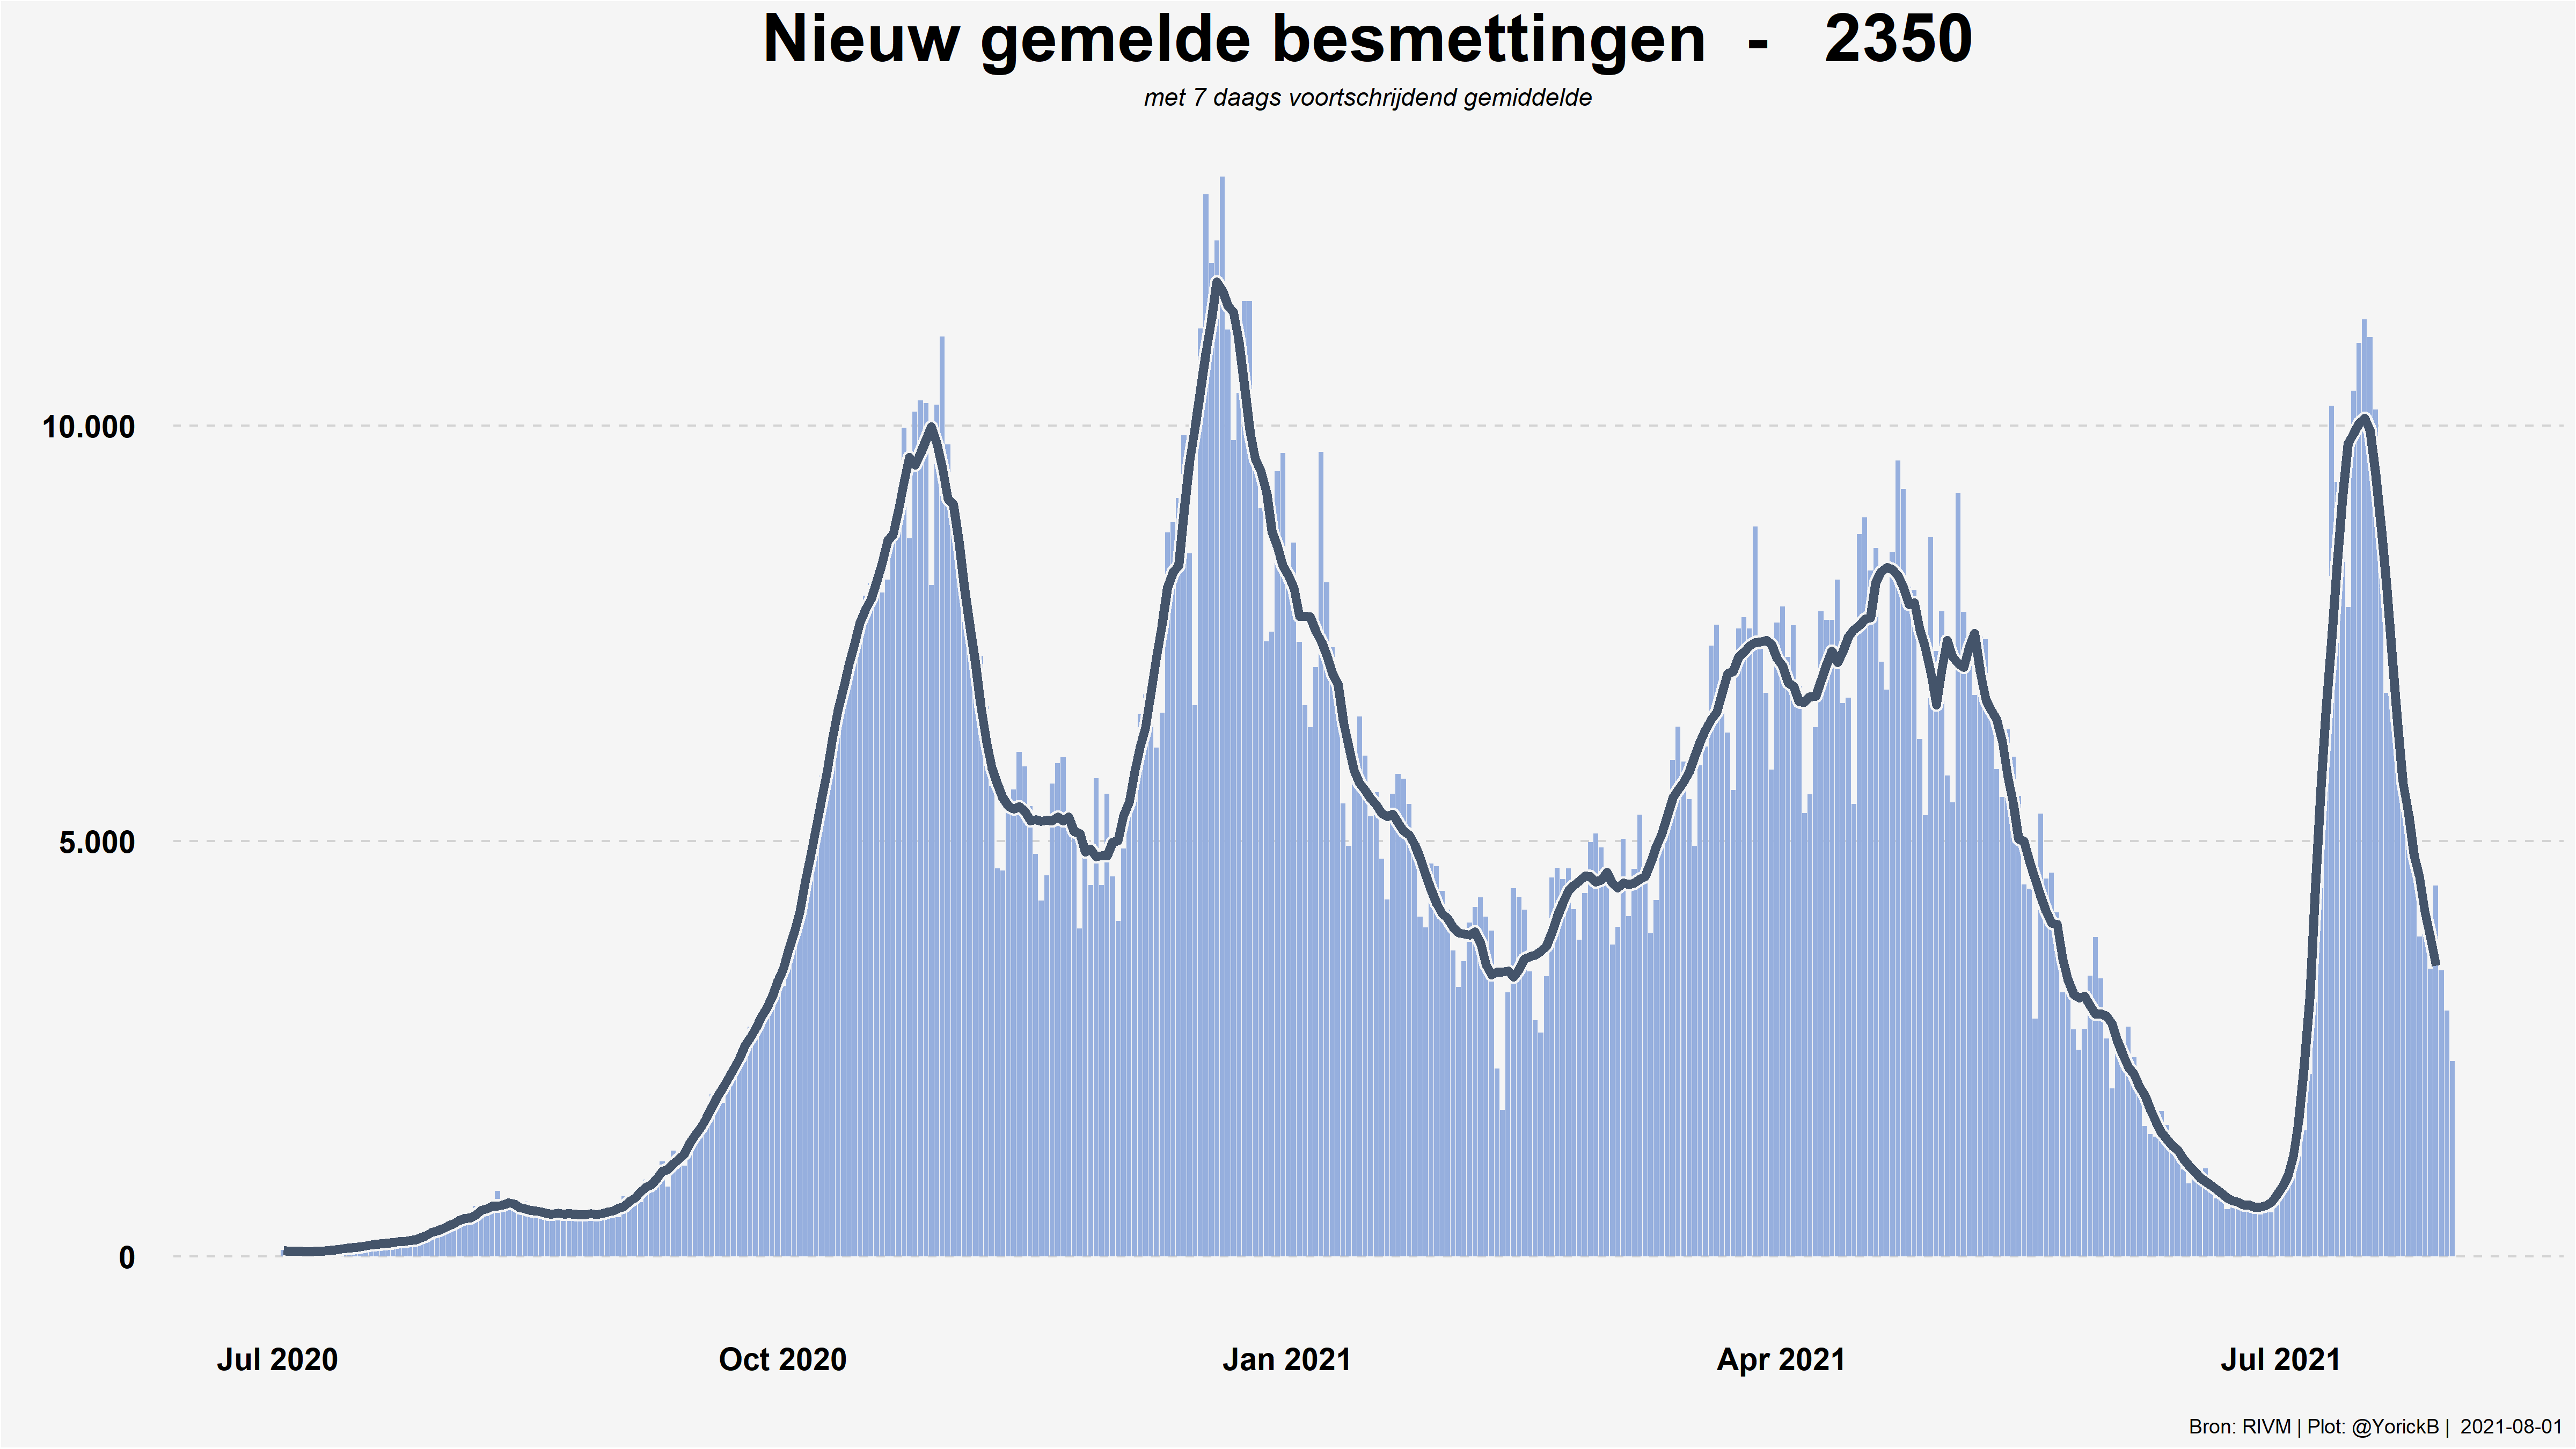 Nieuw gemelde besmettingen - 2350
met 7 daags voortschrijdend gemiddelde
10.000
5.000
0
Jul 2020
Oct 2020
Jan 2021
Apr 2021
Jul 2021
Bron: RIVM | Plot: @YorickB | 2021-08-01